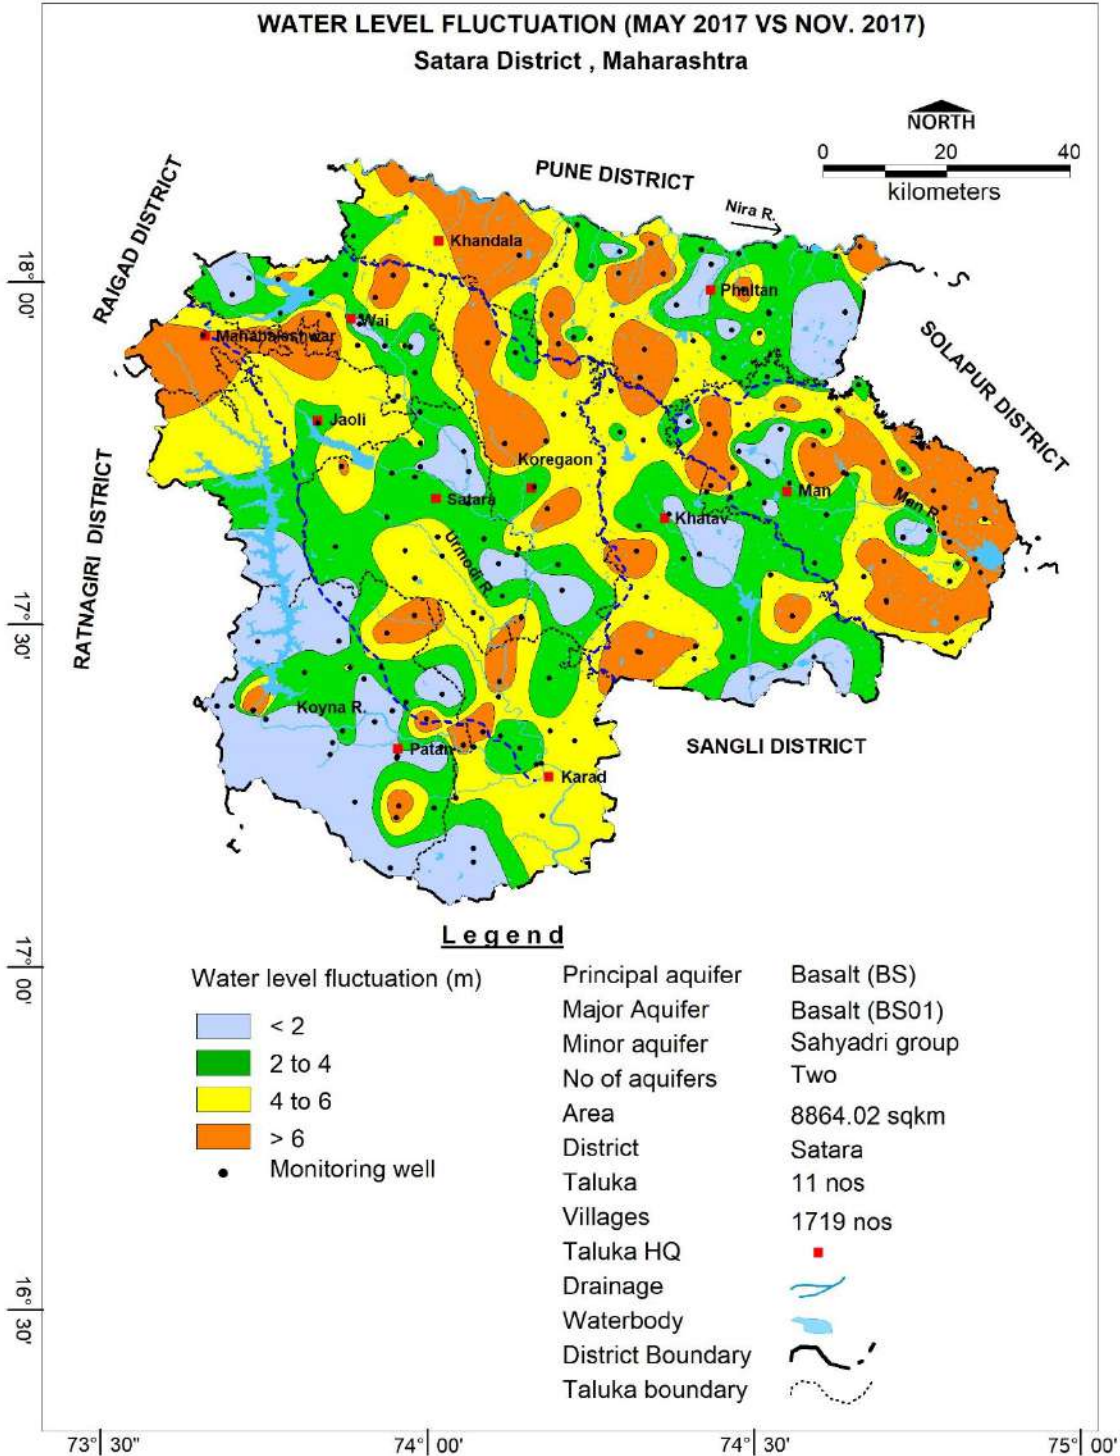 WATER LEVEL FLUCTUATION (MAY 2017 VS NOV. 2017)
Satara District , Maharashtra
NORTH
0 20 40
kilometers
PUNE DISTRICT
Nira R.
RAIGAD DISTRICT
SOLAPUR DISTRICT
RATNAGIRI DISTRICT
SANGLI DISTRICT
Khandala
Phaltan
Wai
Mahabaleshwar
Jaoli
Koregaon
Satara
Man
Man R.
Khatav
Urmodi R.
Koyna R.
Patan
Karad
18° 00'
17° 30'
17° 00'
16° 30'
Legend
Water level fluctuation (m)
< 2
2 to 4
4 to 6
> 6
Monitoring well
Principal aquifer Basalt (BS)
Major Aquifer Basalt (BS01)
Minor aquifer Sahyadri group
No of aquifers Two
Area 8864.02 sqkm
District Satara
Taluka 11 nos
Villages 1719 nos
Taluka HQ
Drainage
Waterbody
District Boundary
Taluka boundary
73° 30" 74° 00' 74° 30" 75° 00'